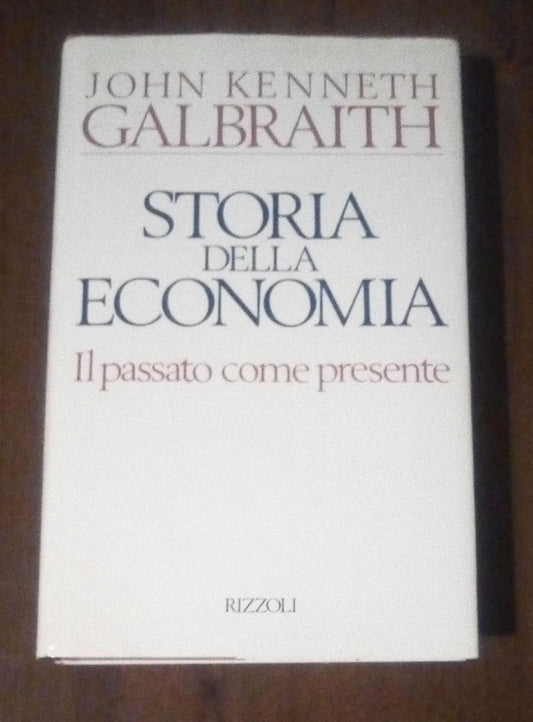 JOHN KENNETH
GALBRAITH
STORIA
DELLA
ECONOMIA
Il passato come presente
RIZZOLI